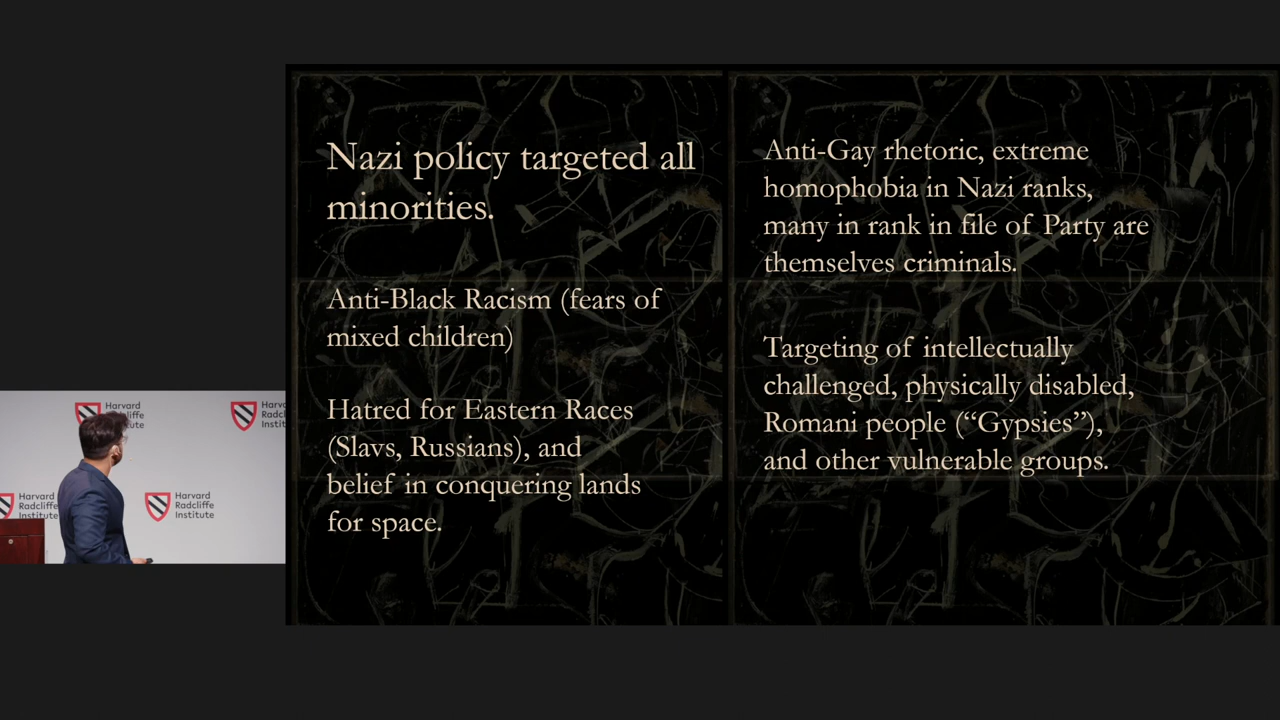 Nazi policy targeted all
minorities.
Anti-Black Racism (fears of
mixed children)
Hatred for Eastern Races
(Slavs, Russians), and
belief in conquering lands
for space.
Anti-Gay rhetoric, extreme
homophobia in Nazi ranks,
many in rank in file of Party are
themselves criminals.
Targeting of intellectually
challenged, physically disabled,
Romani people (“Gypsies”),
and other vulnerable groups.
Harvard
Harvard
Radcliffe
Harvard
Radcliffe
Institute
Harvard
Radcliffe
Institute